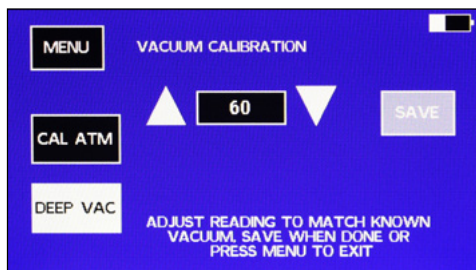 MENU
VACUUM CALIBRATION
60
SAVE
CAL ATM
DEEP VAC
ADJUST READING TO MATCH KNOWN
VACUUM. SAVE WHEN DONE OR
PRESS MENU TO EXIT